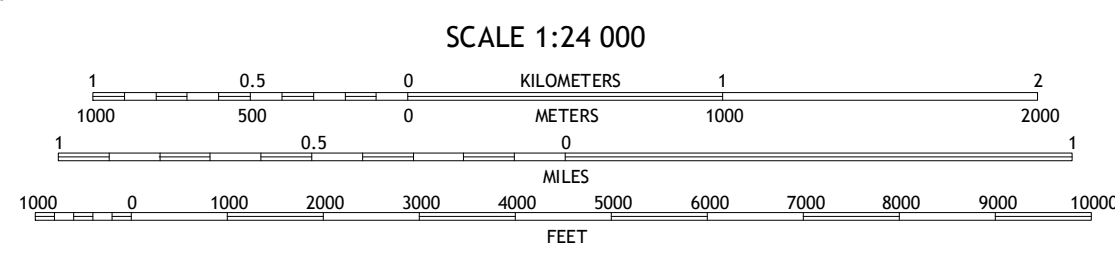 SCALE 1:24 000
1 0.5 0 KILOMETERS 1 2
1000 500 0 METERS 1000 2000
1 0.5 0 1
MILES
1000 0 1000 2000 3000 4000 5000 6000 7000 8000 9000 10000
FEET